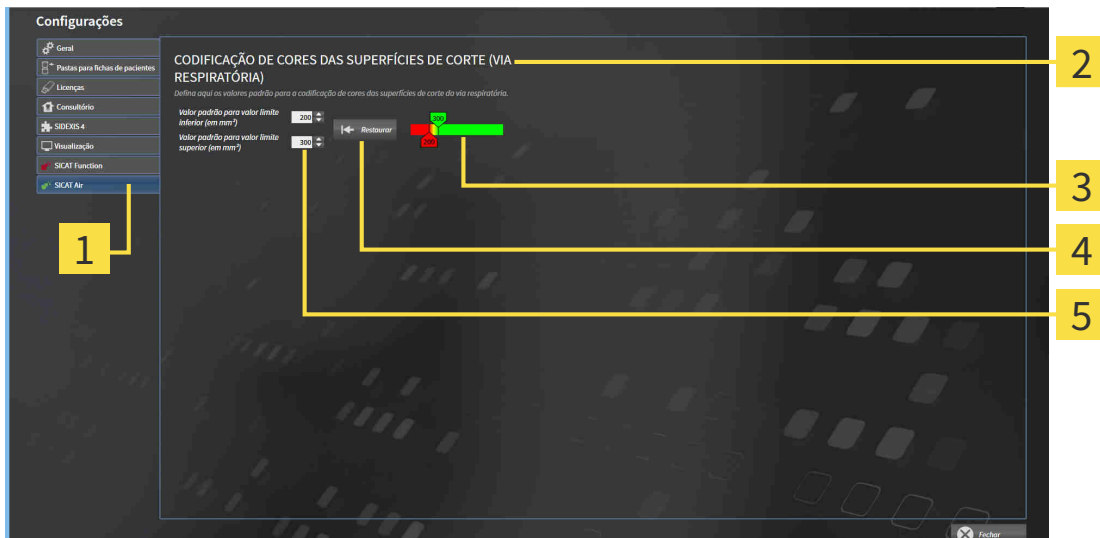 Configurações
Geral
Pastas para fichas de pacientes
Licenças
Consultório
SIDEXIS 4
Visualização
SICAT Function
SICAT Air
CODIFICAÇÃO DE CORES DAS SUPERFÍCIES DE CORTE (VIA
RESPIRATÓRIA)
Defina aqui os valores padrão para a codificação de cores das superfícies de corte da via respiratória.
Valor padrão para valor limite
inferior (em mm²)
200
Valor padrão para valor limite
superior (em mm²)
300
Restaurar
300
200
Fechar
1
2
3
4
5